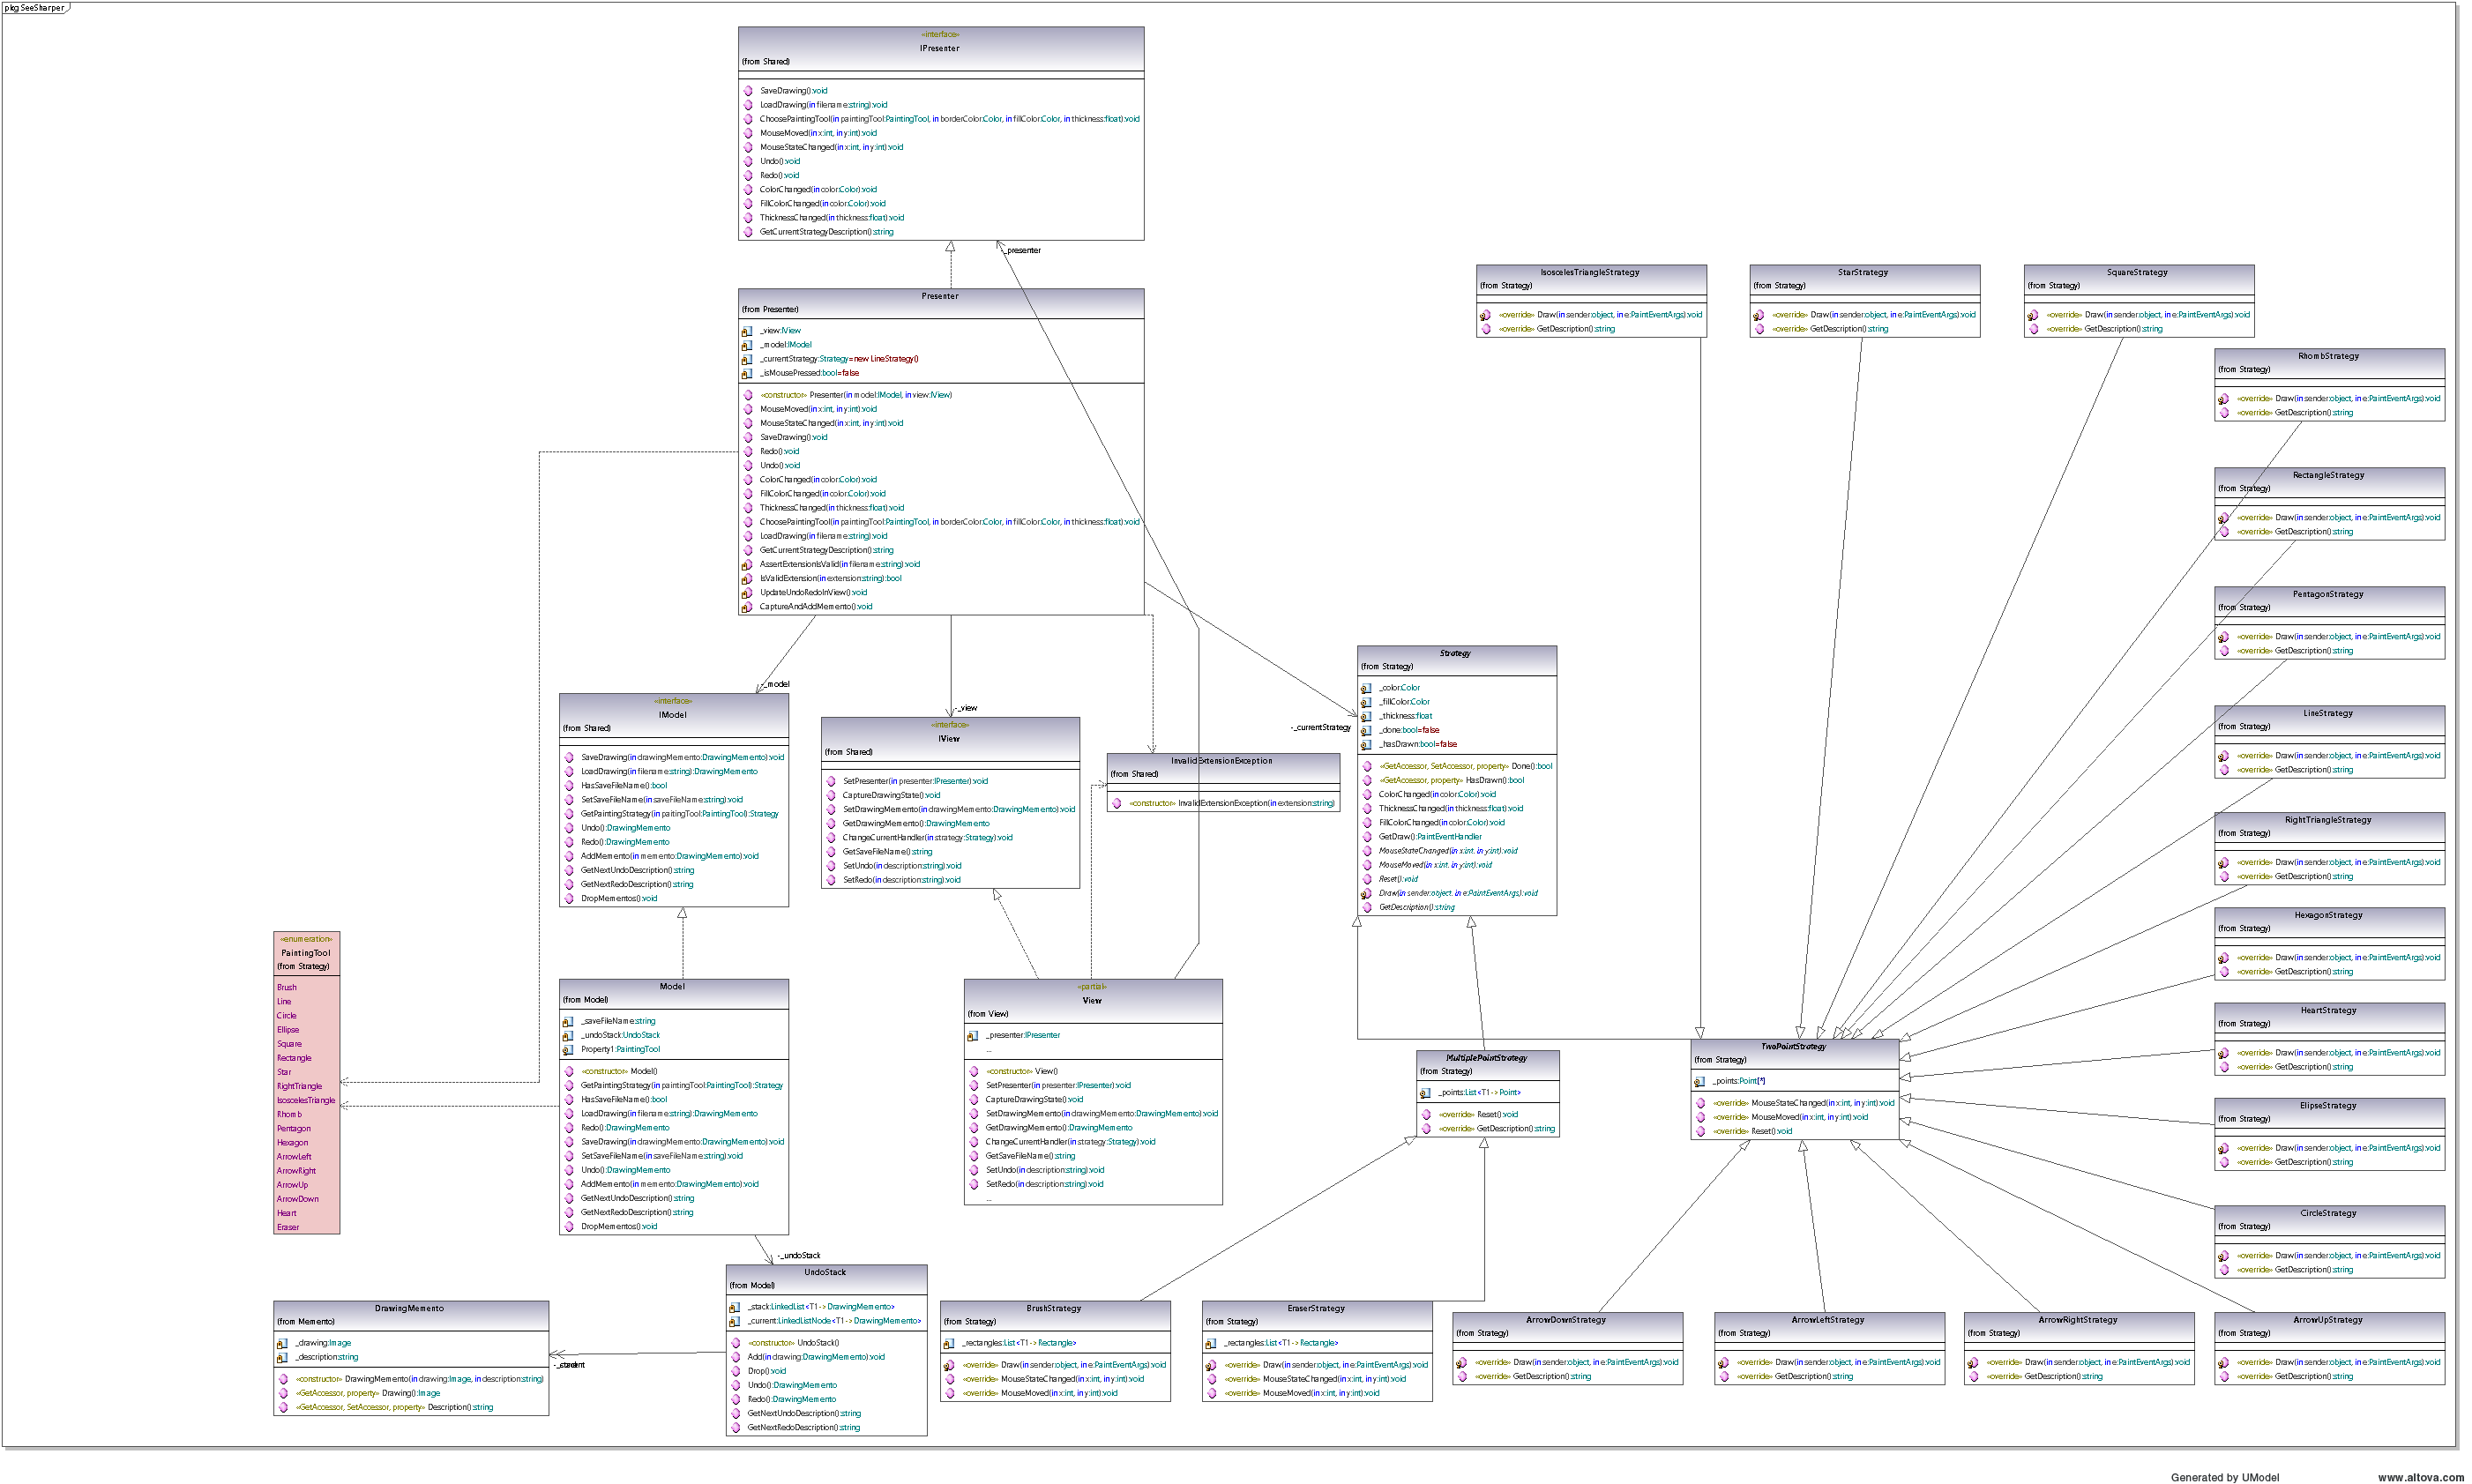 pkg SeeSharper
«interface»
IPresenter
(from Shared)
SaveDrawing():void
LoadDrawing(in filename:string):void
ChoosePaintingTool(in paintingTool:PaintingTool, in borderColor:Color, in fillColor:Color, in thickness:float):void
MouseMoved(in x:int, in y:int):void
MouseStateChanged(in x:int, in y:int):void
Undo():void
Redo():void
ColorChanged(in color:Color):void
FillColorChanged(in color:Color):void
ThicknessChanged(in thickness:float):void
GetCurrentStrategyDescription():string
-_presenter
Presenter
(from Presenter)
_view:IView
_model:IModel
_currentStrategy:Strategy=new LineStrategy()
_isMousePressed:bool=false
«constructor» Presenter(in model:IModel, in view:IView)
MouseMoved(in x:int, in y:int):void
MouseStateChanged(in x:int, in y:int):void
SaveDrawing():void
Redo():void
Undo():void
ColorChanged(in color:Color):void
FillColorChanged(in color:Color):void
ThicknessChanged(in thickness:float):void
ChoosePaintingTool(in paintingTool:PaintingTool, in borderColor:Color, in fillColor:Color, in thickness:float):void
LoadDrawing(in filename:string):void
GetCurrentStrategyDescription():string
AssertExtensionIsValid(in filename:string):void
IsValidExtension(in extension:string):bool
UpdateUndoRedoInView():void
CaptureAndAddMemento():void
-_model
-_view
-_currentStrategy
«interface»
IModel
(from Shared)
SaveDrawing(in drawingMemento:DrawingMemento):void
LoadDrawing(in filename:string):DrawingMemento
HasSaveFileName():bool
SetSaveFileName(in saveFileName:string):void
GetPaintingStrategy(in paitingTool:PaintingTool):Strategy
Undo():DrawingMemento
Redo():DrawingMemento
AddMemento(in memento:DrawingMemento):void
GetNextUndoDescription():string
GetNextRedoDescription():string
DropMementos():void
«interface»
IView
(from Shared)
SetPresenter(in presenter:IPresenter):void
CaptureDrawingState():void
SetDrawingMemento(in drawingMemento:DrawingMemento):void
GetDrawingMemento():DrawingMemento
ChangeCurrentHandler(in strategy:Strategy):void
GetSaveFileName():string
SetUndo(in description:string):void
SetRedo(in description:string):void
InvalidExtensionException
(from Shared)
«constructor» InvalidExtensionException(in extension:string)
Strategy
(from Strategy)
_color:Color
_fillColor:Color
_thickness:float
_done:bool=false
_hasDrawn:bool=false
«GetAccessor, SetAccessor, property» Done():bool
«GetAccessor, property» HasDrawn():bool
ColorChanged(in color:Color):void
ThicknessChanged(in thickness:float):void
FillColorChanged(in color:Color):void
GetDraw():PaintEventHandler
MouseStateChanged(in x:int, in y:int):void
MouseMoved(in x:int, in y:int):void
Reset():void
Draw(in sender:object, in e:PaintEventArgs):void
GetDescription():string
IsoscelesTriangleStrategy
(from Strategy)
«override» Draw(in sender:object, in e:PaintEventArgs):void
«override» GetDescription():string
StarStrategy
(from Strategy)
«override» Draw(in sender:object, in e:PaintEventArgs):void
«override» GetDescription():string
SquareStrategy
(from Strategy)
«override» Draw(in sender:object, in e:PaintEventArgs):void
«override» GetDescription():string
RhombStrategy
(from Strategy)
«override» Draw(in sender:object, in e:PaintEventArgs):void
«override» GetDescription():string
RectangleStrategy
(from Strategy)
«override» Draw(in sender:object, in e:PaintEventArgs):void
«override» GetDescription():string
PentagonStrategy
(from Strategy)
«override» Draw(in sender:object, in e:PaintEventArgs):void
«override» GetDescription():string
LineStrategy
(from Strategy)
«override» Draw(in sender:object, in e:PaintEventArgs):void
«override» GetDescription():string
RightTriangleStrategy
(from Strategy)
«override» Draw(in sender:object, in e:PaintEventArgs):void
«override» GetDescription():string
HexagonStrategy
(from Strategy)
«override» Draw(in sender:object, in e:PaintEventArgs):void
«override» GetDescription():string
HeartStrategy
(from Strategy)
«override» Draw(in sender:object, in e:PaintEventArgs):void
«override» GetDescription():string
ElipseStrategy
(from Strategy)
«override» Draw(in sender:object, in e:PaintEventArgs):void
«override» GetDescription():string
CircleStrategy
(from Strategy)
«override» Draw(in sender:object, in e:PaintEventArgs):void
«override» GetDescription():string
«enumeration»
PaintingTool
(from Strategy)
Brush
Line
Circle
Ellipse
Square
Rectangle
Star
RightTriangle
IsoscelesTriangle
Rhomb
Pentagon
Hexagon
ArrowLeft
ArrowRight
ArrowUp
ArrowDown
Heart
Eraser
Model
(from Model)
_saveFileName:string
_undoStack:UndoStack
Property1:PaintingTool
«constructor» Model()
GetPaintingStrategy(in paintingTool:PaintingTool):Strategy
HasSaveFileName():bool
LoadDrawing(in filename:string):DrawingMemento
Redo():DrawingMemento
SaveDrawing(in drawingMemento:DrawingMemento):void
SetSaveFileName(in saveFileName:string):void
Undo():DrawingMemento
AddMemento(in memento:DrawingMemento):void
GetNextUndoDescription():string
GetNextRedoDescription():string
DropMementos():void
-_undoStack
«partial»
View
(from View)
_presenter:IPresenter
...
«constructor» View()
SetPresenter(in presenter:IPresenter):void
CaptureDrawingState():void
SetDrawingMemento(in drawingMemento:DrawingMemento):void
GetDrawingMemento():DrawingMemento
ChangeCurrentHandler(in strategy:Strategy):void
GetSaveFileName():string
SetUndo(in description:string):void
SetRedo(in description:string):void
...
MultiplePointStrategy
(from Strategy)
_points:List<T1->Point>
«override» Reset():void
«override» GetDescription():string
TwoPointStrategy
(from Strategy)
_points:Point[*]
«override» MouseStateChanged(in x:int, in y:int):void
«override» MouseMoved(in x:int, in y:int):void
«override» Reset():void
DrawingMemento
(from Memento)
_drawing:Image
_description:string
«constructor» DrawingMemento(in drawing:Image, in description:string)
«GetAccessor, property» Drawing():Image
«GetAccessor, SetAccessor, property» Description():string
UndoStack
(from Model)
_stack:LinkedList<T1->DrawingMemento>
_current:LinkedListNode<T1->DrawingMemento>
«constructor» UndoStack()
Add(in drawing:DrawingMemento):void
Drop():void
Undo():DrawingMemento
Redo():DrawingMemento
GetNextUndoDescription():string
GetNextRedoDescription():string
BrushStrategy
(from Strategy)
_rectangles:List<T1->Rectangle>
«override» Draw(in sender:object, in e:PaintEventArgs):void
«override» MouseStateChanged(in x:int, in y:int):void
«override» MouseMoved(in x:int, in y:int):void
EraserStrategy
(from Strategy)
_rectangles:List<T1->Rectangle>
«override» Draw(in sender:object, in e:PaintEventArgs):void
«override» MouseStateChanged(in x:int, in y:int):void
«override» MouseMoved(in x:int, in y:int):void
ArrowDownStrategy
(from Strategy)
«override» Draw(in sender:object, in e:PaintEventArgs):void
«override» GetDescription():string
ArrowLeftStrategy
(from Strategy)
«override» Draw(in sender:object, in e:PaintEventArgs):void
«override» GetDescription():string
ArrowRightStrategy
(from Strategy)
«override» Draw(in sender:object, in e:PaintEventArgs):void
«override» GetDescription():string
ArrowUpStrategy
(from Strategy)
«override» Draw(in sender:object, in e:PaintEventArgs):void
«override» GetDescription():string
Generated by UModel
www.altova.com